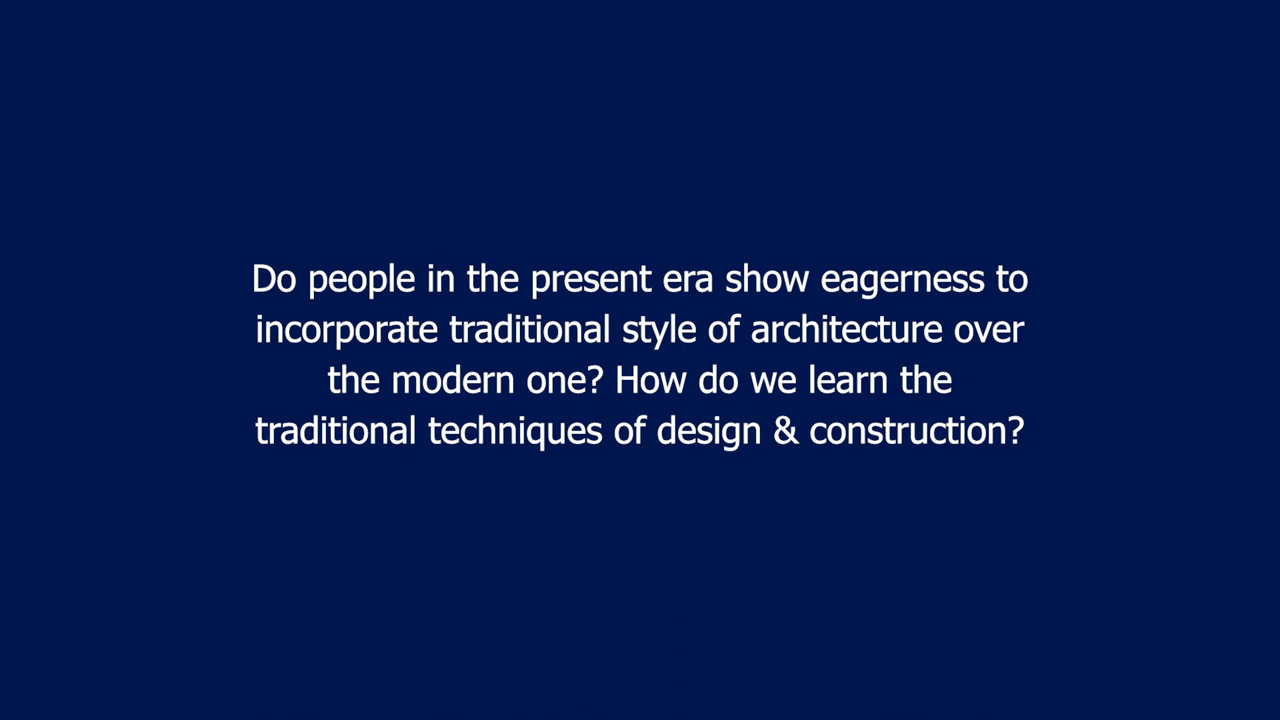 Do people in the present era show eagerness to
incorporate traditional style of architecture over
the modern one? How do we learn the
traditional techniques of design & construction?